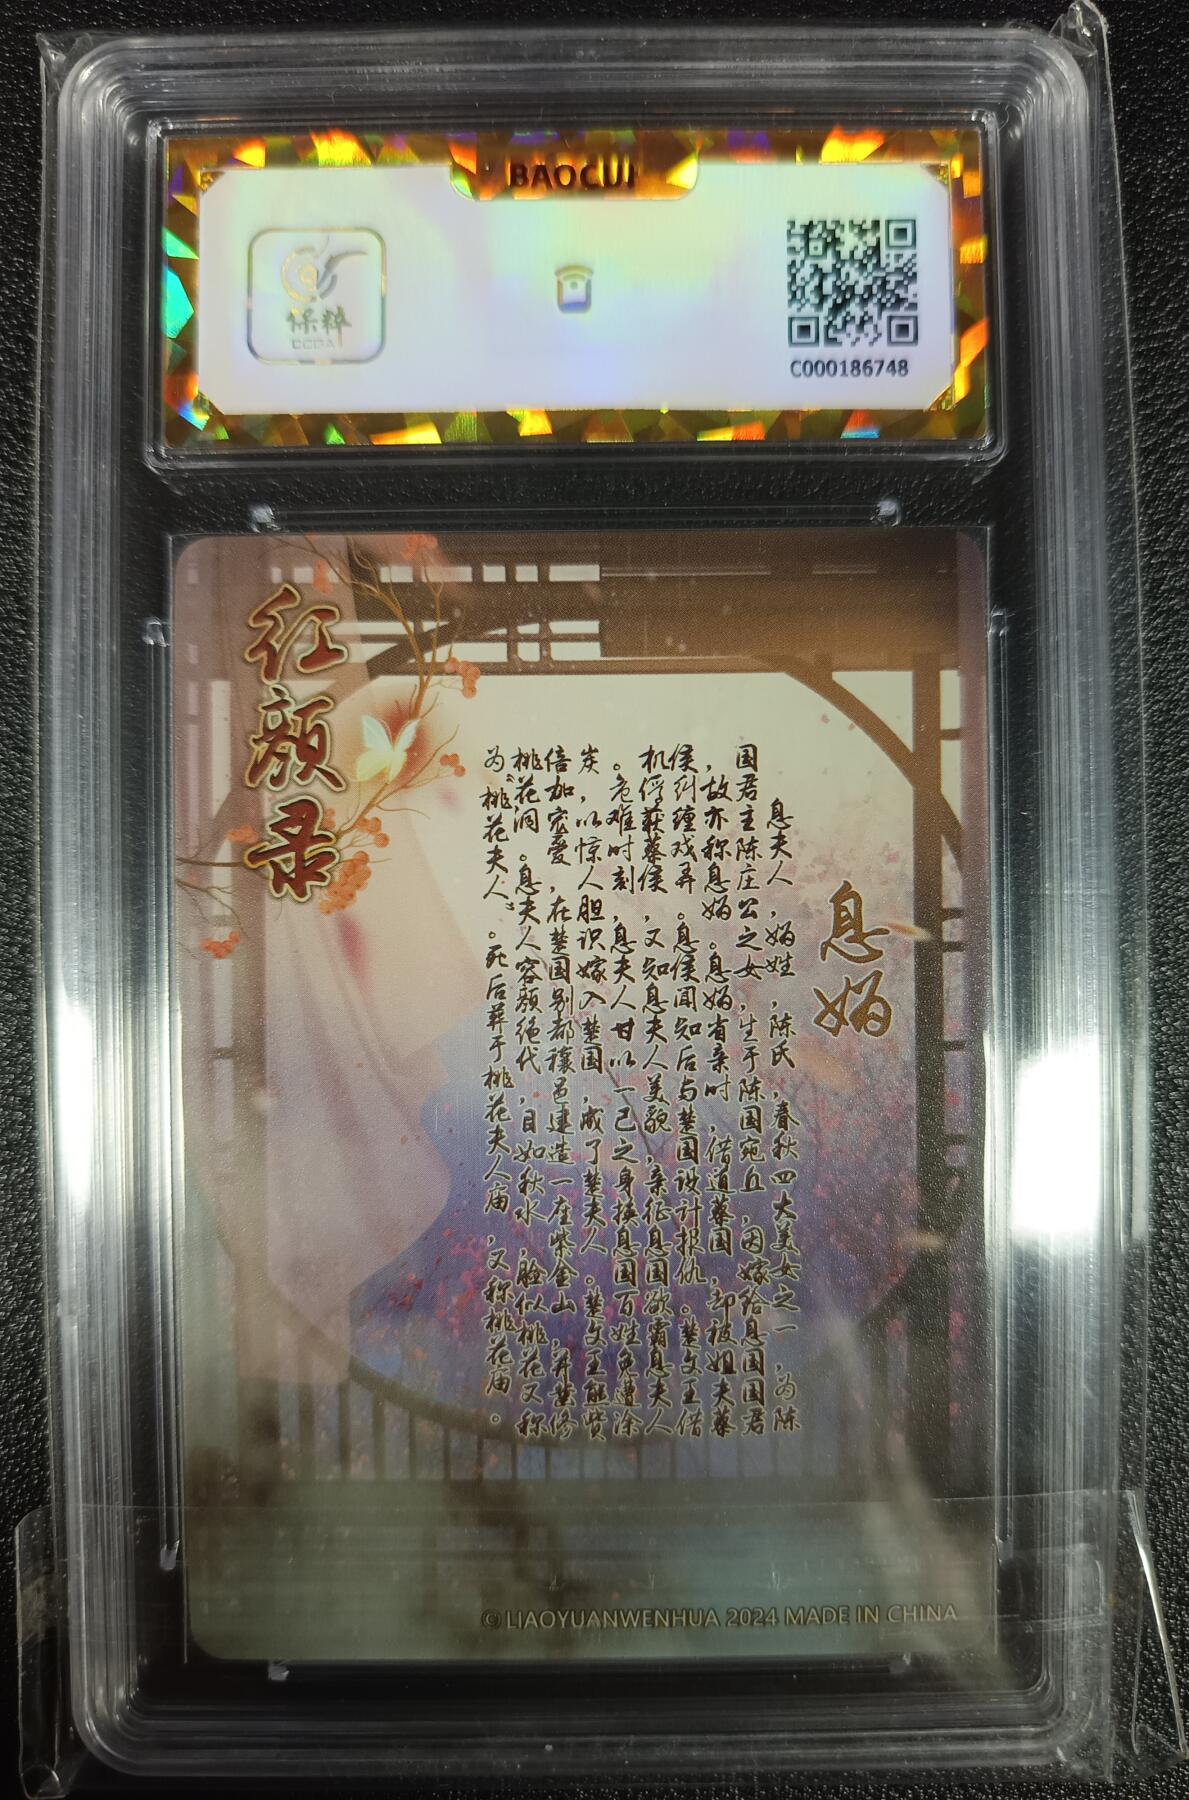 BAOCUI
保粹
CCGA
C000186748
红颜录
息妫
息夫人，妫姓，陈氏，春秋四大美女之一，为陈
国君主陈庄公之女，生于陈国宛丘，因嫁给息国国君
，故亦称息妫。息妫省亲时，借道蔡国，却被姐夫蔡
侯纠缠戏弄。息侯闻知后与楚国设计报仇。楚文王借
机俘获蔡侯，又知息夫人美貌，亲征息国欲霸息夫人
。危难时刻，息夫人甘以一己之身换息国百姓免遭涂
炭，以惊人胆识嫁入楚国，成了楚夫人。楚文王熊赀
倍加宠爱，在楚国别都穰邑建造一座紫金山，并营修
桃花洞。息夫人容颜绝代，目如秋水，脸似桃花又称
为“桃花夫人”。死后葬于桃花夫人庙，又称桃花庙。
© LIAOYUANWENHUA 2024 MADE IN CHINA